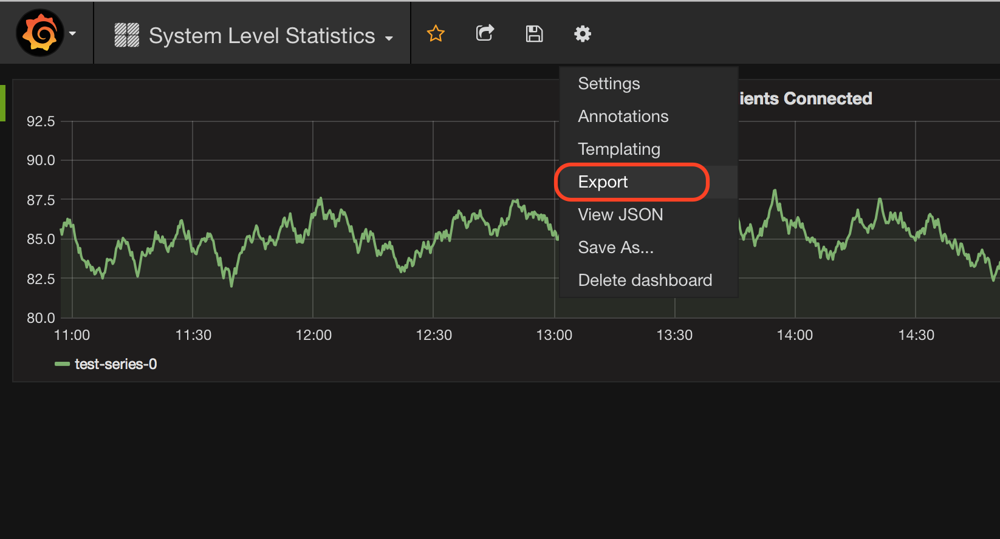 System Level Statistics
Settings
Annotations
Templating
Export
View JSON
Save As...
Delete dashboard
ients Connected
92.5
90.0
87.5
85.0
82.5
80.0
11:00 11:30 12:00 12:30 13:00 13:30 14:00 14:30
test-series-0